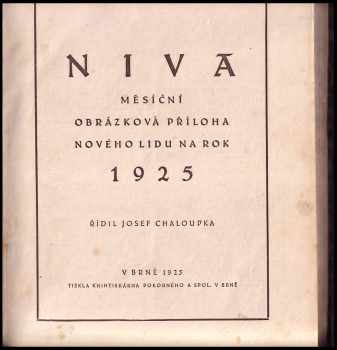 NIVA
MĚSÍČNÍ
OBRÁZKOVÁ PŘÍLOHA
NOVÉHO LIDU NA ROK
1925
ŘÍDIL JOSEF CHALOUPKA
V BRNĚ 1925
TISKLA KNIHTISKÁRNA POKORNÉHO A SPOL. V BRNĚ